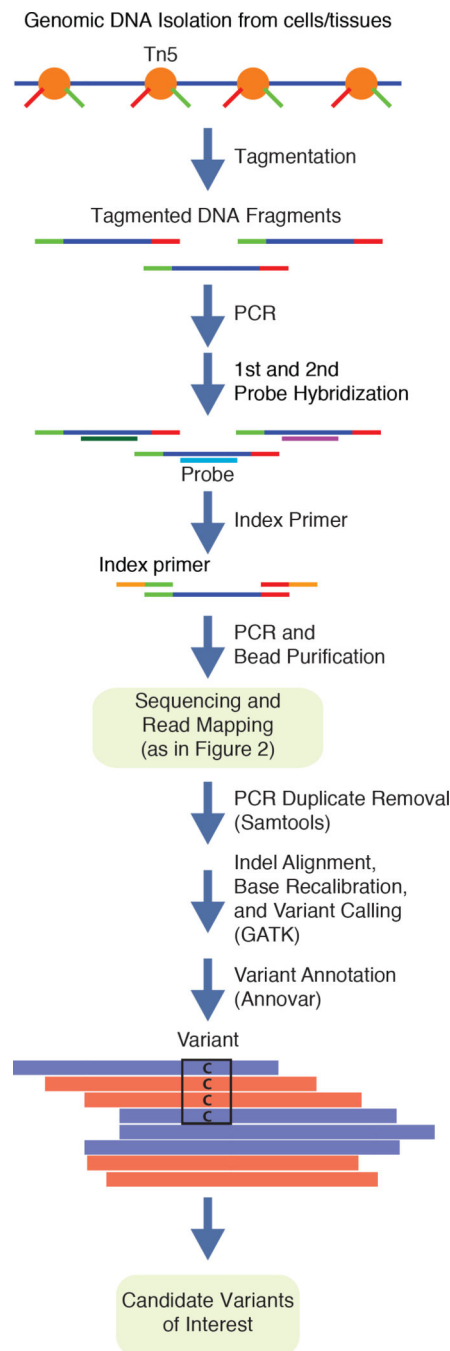 Genomic DNA Isolation from cells/tissues
Tn5
Tagmentation
Tagmented DNA Fragments
PCR
1st and 2nd
Probe Hybridization
Probe
Index Primer
Index primer
PCR and
Bead Purification
Sequencing and
Read Mapping
(as in Figure 2)
PCR Duplicate Removal
(Samtools)
Indel Alignment,
Base Recalibration,
and Variant Calling
(GATK)
Variant Annotation
(Annovar)
Variant
C
C
C
C
Candidate Variants
of Interest